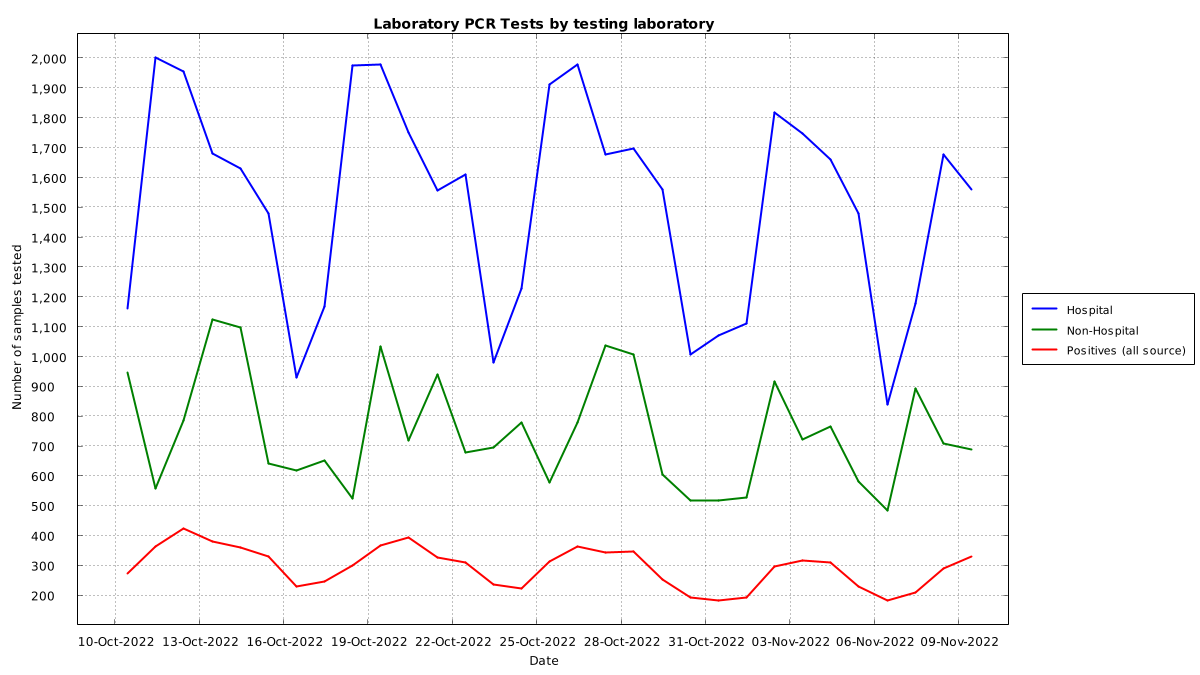 Laboratory PCR Tests by testing laboratory
2,000
1,900
1,800
1,700
1,600
1,500
1,400
1,300
1,200
1,100
1,000
900
800
700
600
500
400
300
200
Number of samples tested
10-Oct-2022 13-Oct-2022 16-Oct-2022 19-Oct-2022 22-Oct-2022 25-Oct-2022 28-Oct-2022 31-Oct-2022 03-Nov-2022 06-Nov-2022 09-Nov-2022
Date
Hospital
Non-Hospital
Positives (all source)